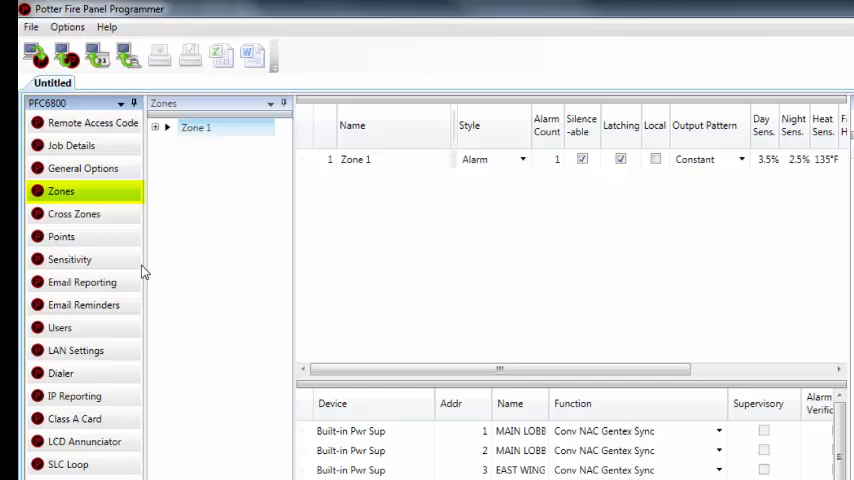 Potter Fire Panel Programmer
File Options Help
Untitled
PFC6800
Remote Access Code
Job Details
General Options
Zones
Cross Zones
Points
Sensitivity
Email Reporting
Email Reminders
Users
LAN Settings
Dialer
IP Reporting
Class A Card
LCD Annunciator
SLC Loop
Zones
Zone 1
Name Style Alarm Count Silence -able Latching Local Output Pattern Day Sens. Night Sens. Heat Sens.
1 Zone 1 Alarm 1 Constant 3.5% 2.5% 135°F
Device Addr Name Function Supervisory Alarm Verific
Built-in Pwr Sup 1 MAIN LOBB Conv NAC Gentex Sync
Built-in Pwr Sup 2 MAIN LOBB Conv NAC Gentex Sync
Built-in Pwr Sup 3 EAST WING Conv NAC Gentex Sync